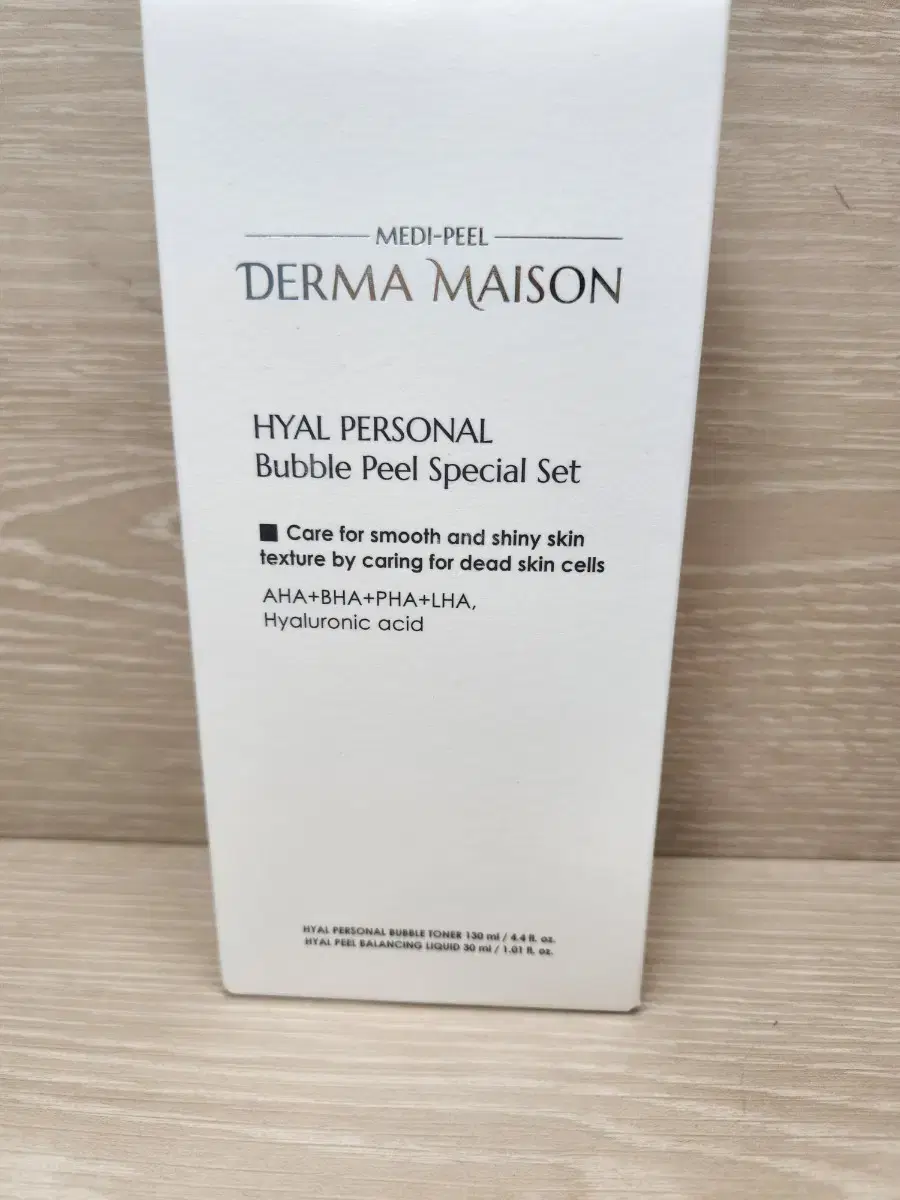 MEDI-PEEL
DERMA MAISON
HYAL PERSONAL
Bubble Peel Special Set
■ Care for smooth and shiny skin
texture by caring for dead skin cells
AHA+BHA+PHA+LHA,
Hyaluronic acid
HYAL PERSONAL BUBBLE TONER 130 ml / 4.4 fl. oz.
HYAL PEEL BALANCING LIQUID 30 ml / 1.01 fl. oz.